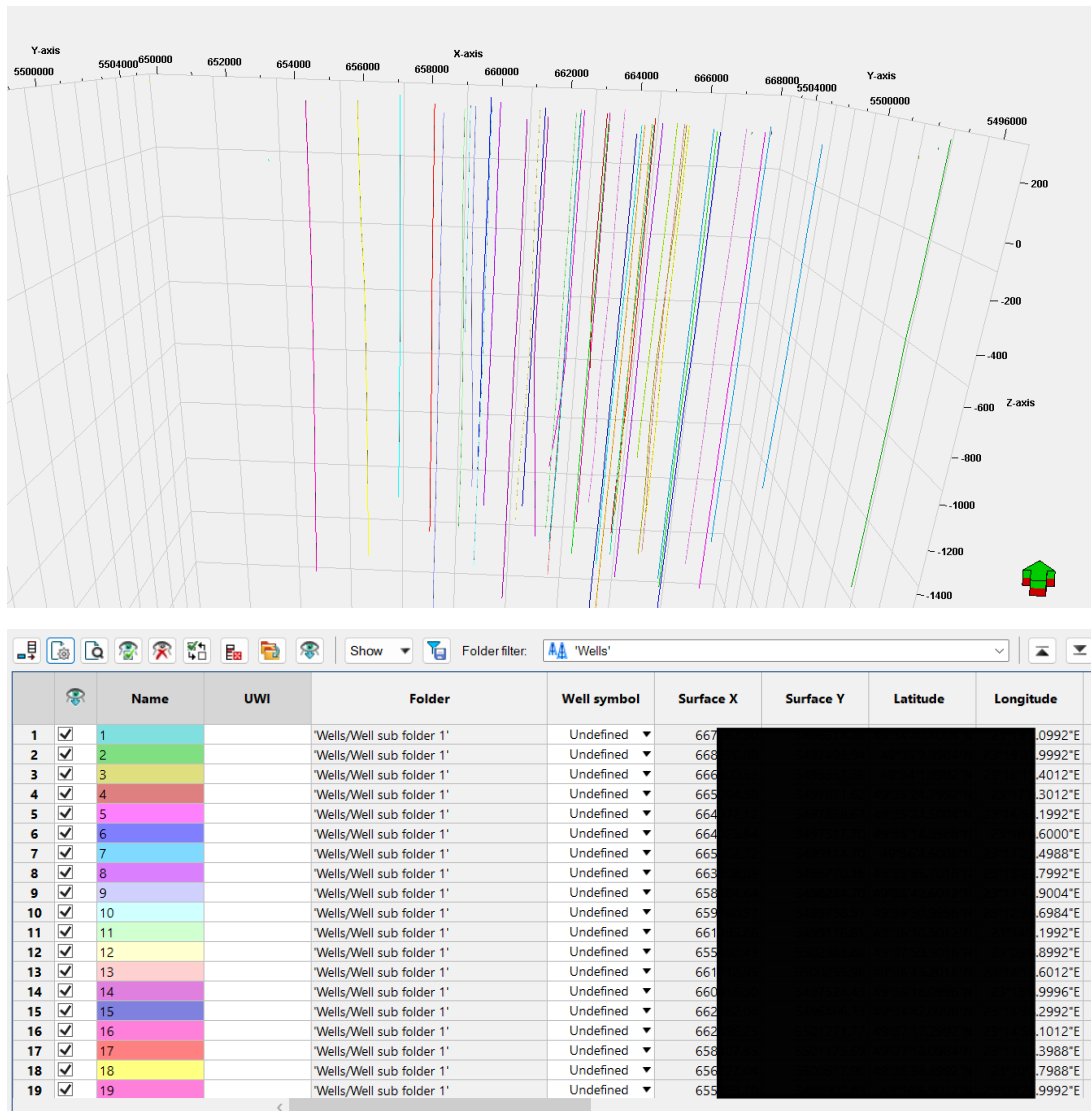 Y-axis
5500000
5504000
650000
652000
654000
656000
X-axis
658000
660000
662000
664000
666000
668000
5504000
Y-axis
5500000
5496000
200
0
-200
-400
-600
Z-axis
-800
-1000
-1200
-1400
Show Folder filter: 'Wells'
Name UWI Folder Well symbol Surface X Surface Y Latitude Longitude
1 1 'Wells/Well sub folder 1' Undefined 667 .0992"E
2 2 'Wells/Well sub folder 1' Undefined 668 .9992"E
3 3 'Wells/Well sub folder 1' Undefined 666 .4012"E
4 4 'Wells/Well sub folder 1' Undefined 665 .3012"E
5 5 'Wells/Well sub folder 1' Undefined 664 .1992"E
6 6 'Wells/Well sub folder 1' Undefined 664 .6000"E
7 7 'Wells/Well sub folder 1' Undefined 665 .4988"E
8 8 'Wells/Well sub folder 1' Undefined 663 .7992"E
9 9 'Wells/Well sub folder 1' Undefined 658 .9004"E
10 10 'Wells/Well sub folder 1' Undefined 659 .6984"E
11 11 'Wells/Well sub folder 1' Undefined 661 .1992"E
12 12 'Wells/Well sub folder 1' Undefined 655 .8992"E
13 13 'Wells/Well sub folder 1' Undefined 661 .6012"E
14 14 'Wells/Well sub folder 1' Undefined 660 .9996"E
15 15 'Wells/Well sub folder 1' Undefined 662 .2992"E
16 16 'Wells/Well sub folder 1' Undefined 662 .1012"E
17 17 'Wells/Well sub folder 1' Undefined 658 .3988"E
18 18 'Wells/Well sub folder 1' Undefined 656 .7988"E
19 19 'Wells/Well sub folder 1' Undefined 655 .9992"E